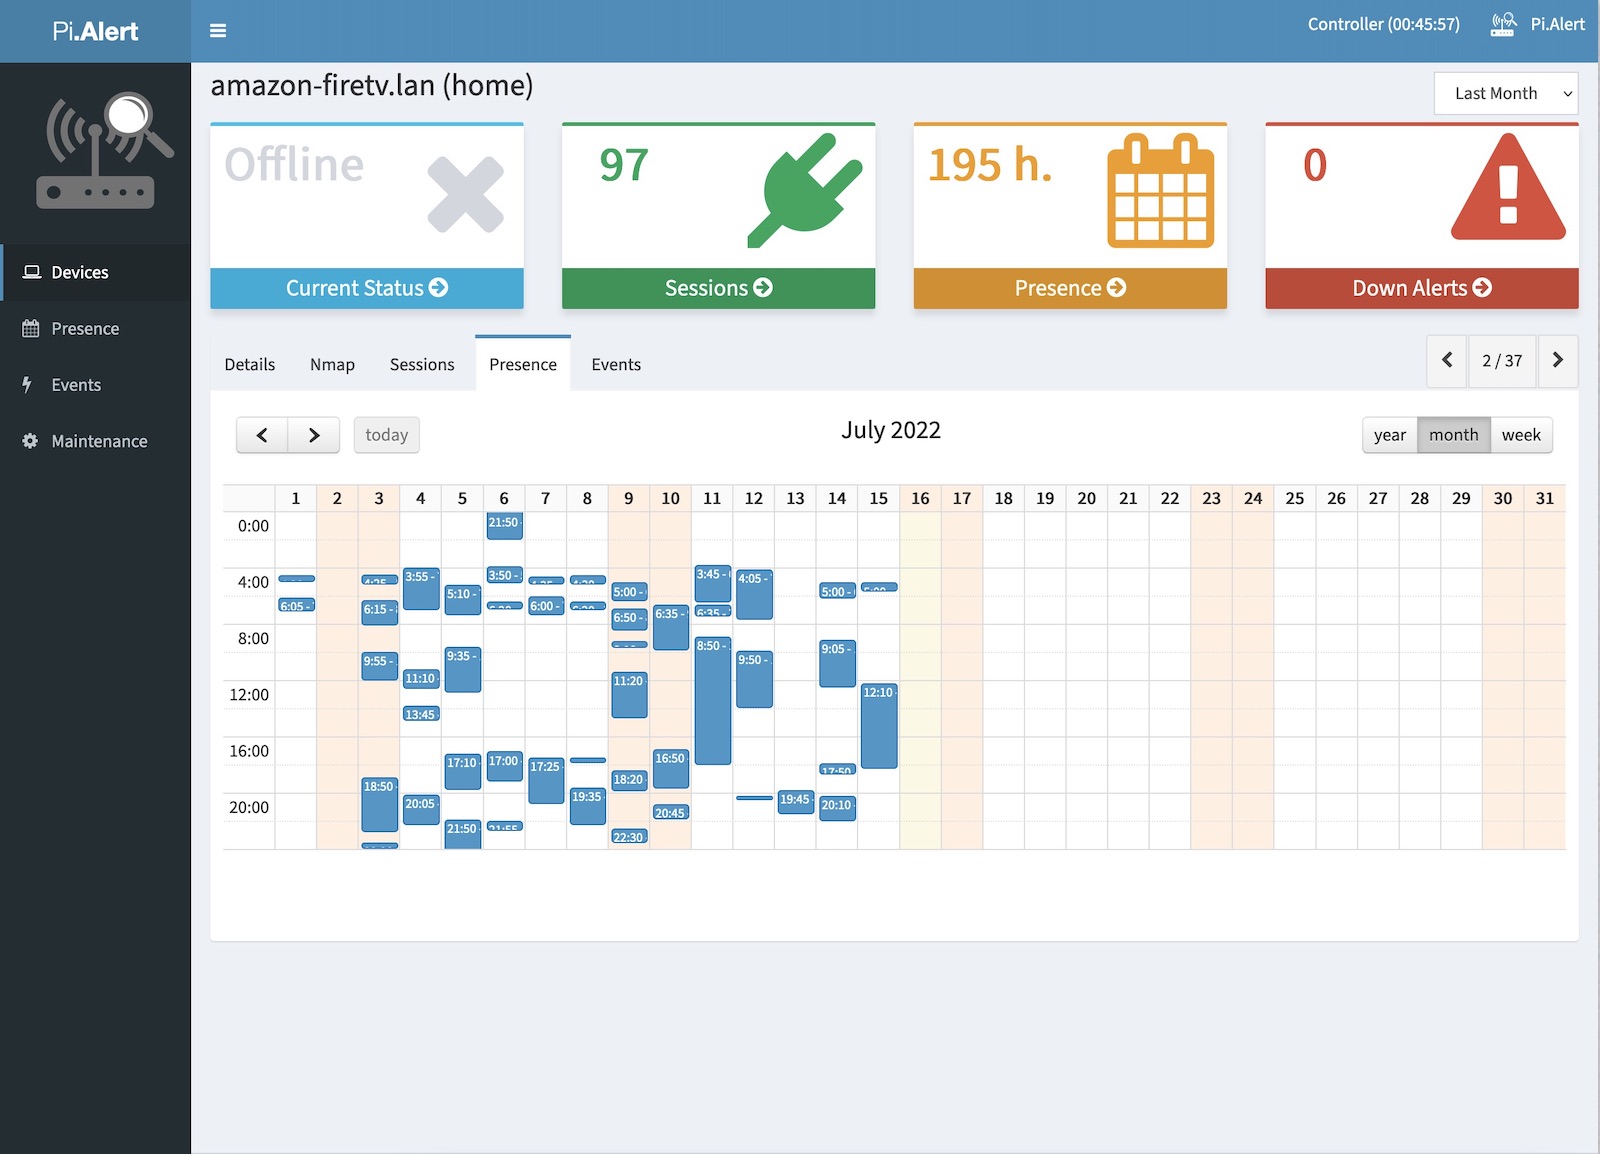 Pi.Alert
Controller (00:45:57)
Pi.Alert
amazon-firetv.lan (home)
Last Month
Offline
97
195 h.
0
Current Status
Sessions
Presence
Down Alerts
Devices
Presence
Events
Maintenance
Details Nmap Sessions Presence Events
2 / 37
today
July 2022
year month week
1 2 3 4 5 6 7 8 9 10 11 12 13 14 15 16 17 18 19 20 21 22 23 24 25 26 27 28 29 30 31
0:00
21:50
4:00
3:55 -
3:50 -
3:45 -
4:05 -
5:10 -
5:00 -
5:00 -
6:05 -
6:15 -
6:00 -
6:50 -
6:35 -
6:35 -
8:00
8:50 -
9:55 -
9:35 -
9:50 -
9:05 -
11:10
11:20
12:00
12:10
13:45
16:00
17:10
17:00
17:25
16:50
17:50
18:50
18:20
19:35
19:45
20:00
20:05
20:45
20:10
21:50
21:55
22:30